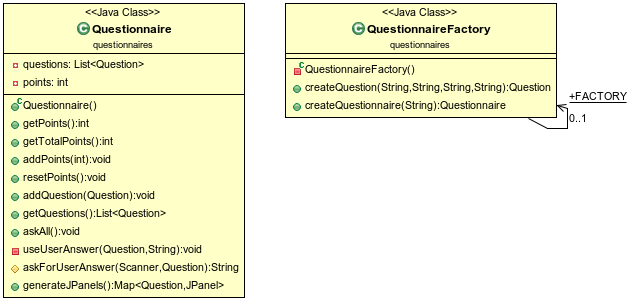 <<Java Class>>
Questionnaire
questionnaires
questions: List<Question>
points: int
Questionnaire()
getPoints():int
getTotalPoints():int
addPoints(int):void
resetPoints():void
addQuestion(Question):void
getQuestions():List<Question>
askAll():void
useUserAnswer(Question,String):void
askForUserAnswer(Scanner,Question):String
generateJPanels():Map<Question,JPanel>
<<Java Class>>
QuestionnaireFactory
questionnaires
QuestionnaireFactory()
createQuestion(String,String,String,String):Question
createQuestionnaire(String):Questionnaire
+FACTORY
0..1